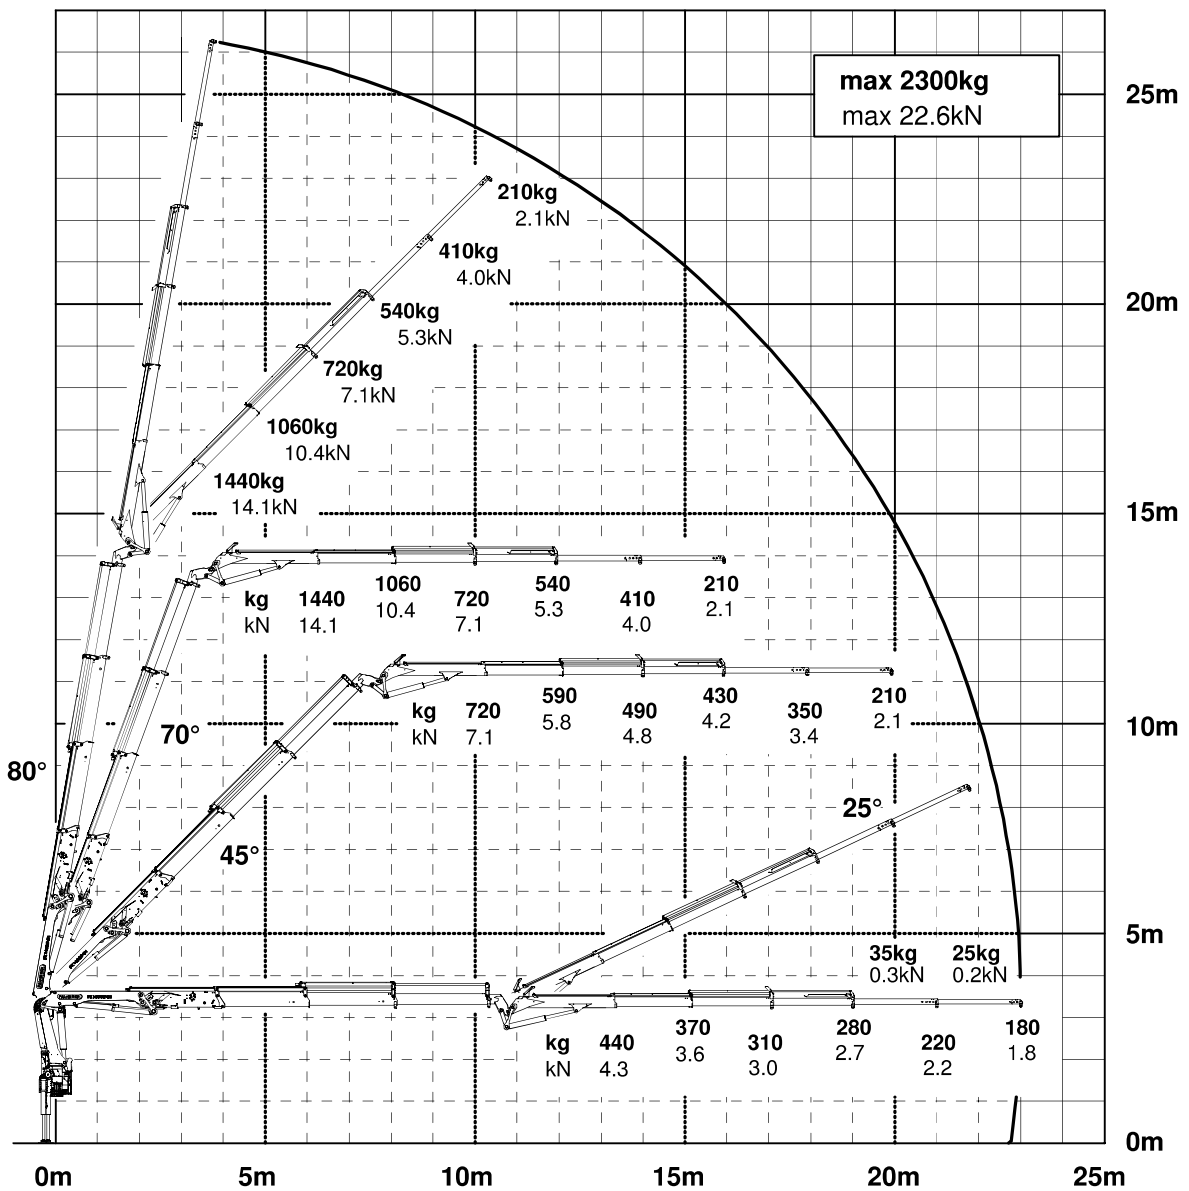 max 2300kg
max 22.6kN
25m
210kg
2.1kN
410kg
4.0kN
20m
540kg
5.3kN
720kg
7.1kN
1060kg
10.4kN
1440kg
14.1kN
15m
kg 1440 1060 720 540 410 210
kN 14.1 10.4 7.1 5.3 4.0 2.1
kg 720 590 490 430 350 210
kN 7.1 5.8 4.8 4.2 3.4 2.1
10m
70°
80°
25°
45°
5m
35kg 25kg
0.3kN 0.2kN
kg 440 370 310 280 220 180
kN 4.3 3.6 3.0 2.7 2.2 1.8
0m
0m 5m 10m 15m 20m 25m